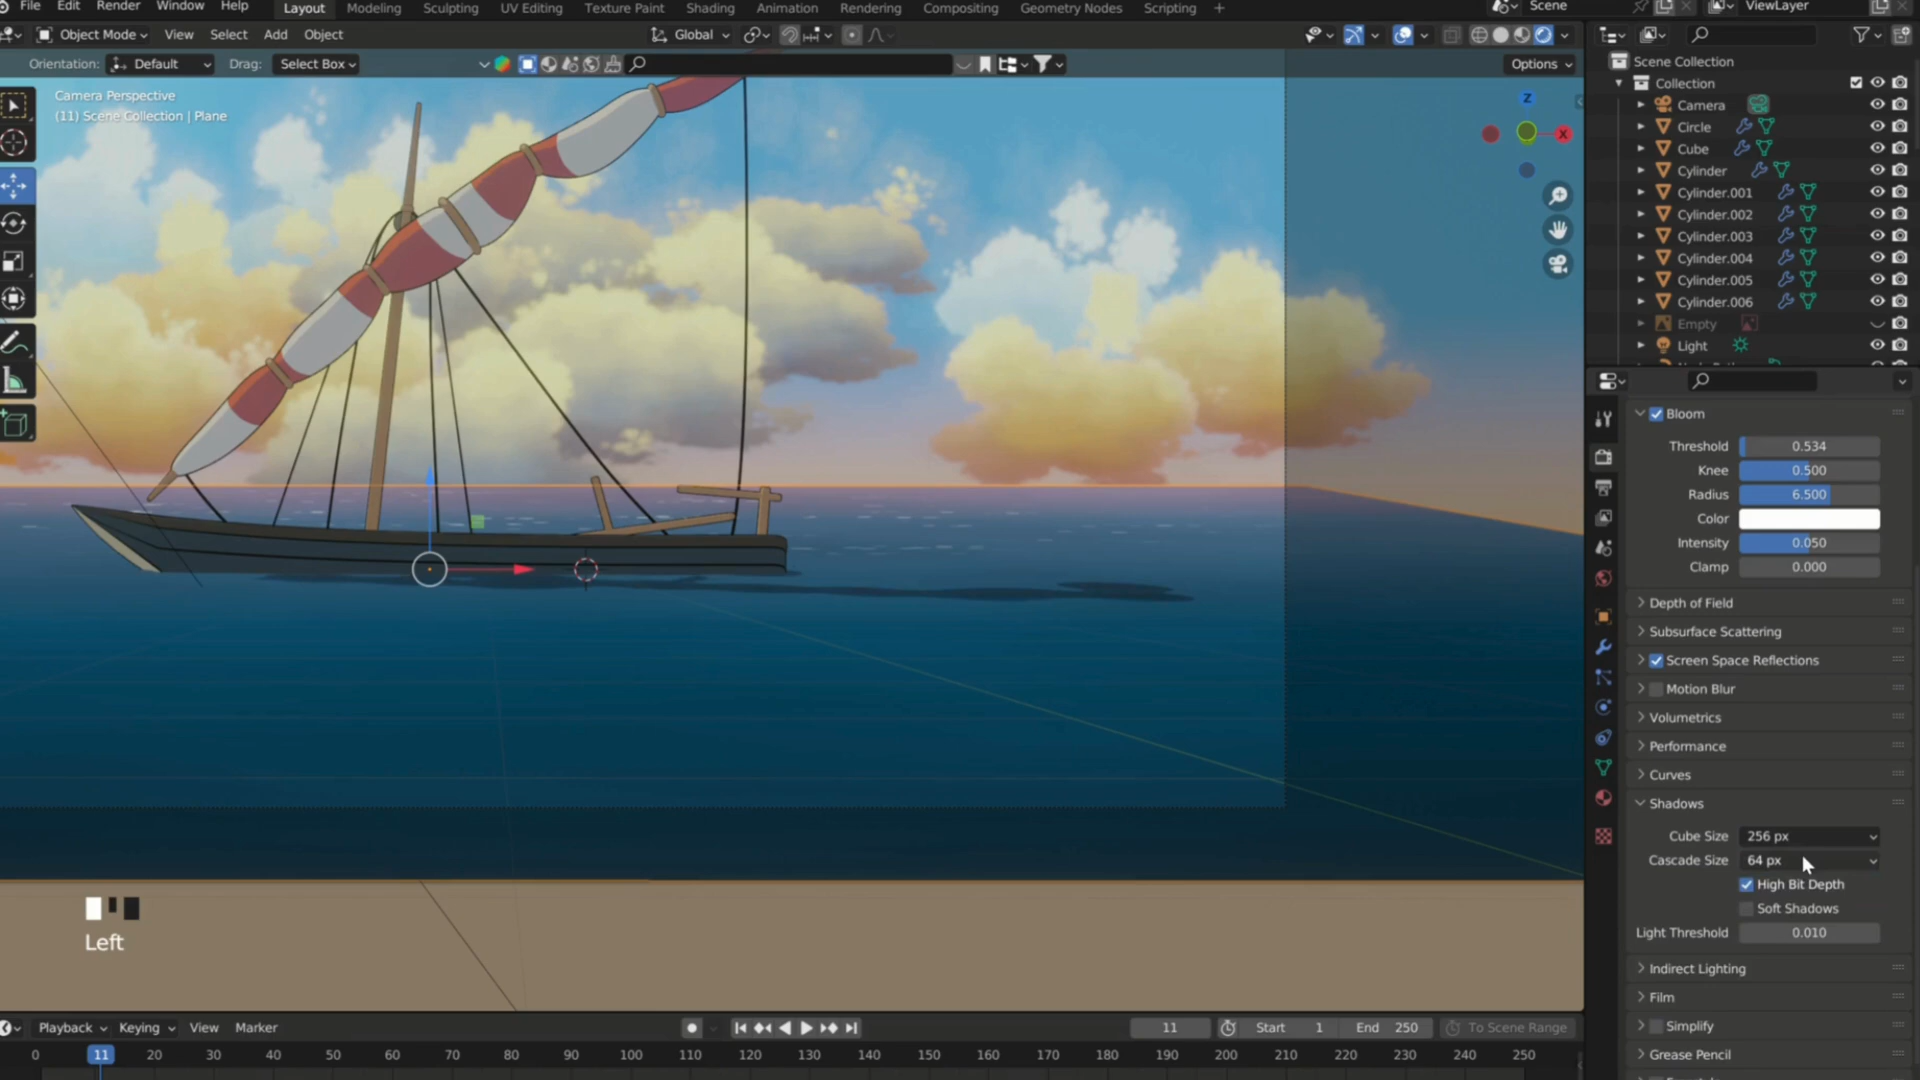 File Edit Render Window Help Layout Modeling Sculpting UV Editing Texture Paint Shading Animation Rendering Compositing Geometry Nodes Scripting + Scene ViewLayer
Object Mode View Select Add Object Global
Orientation: Default Drag: Select Box Options
Camera Perspective
(11) Scene Collection | Plane
Z
X
Scene Collection
Collection
Camera
Circle
Cube
Cylinder
Cylinder.001
Cylinder.002
Cylinder.003
Cylinder.004
Cylinder.005
Cylinder.006
Empty
Light
Bloom
Threshold 0.534
Knee 0.500
Radius 6.500
Color
Intensity 0.050
Clamp 0.000
Depth of Field
Subsurface Scattering
Screen Space Reflections
Motion Blur
Volumetrics
Performance
Curves
Shadows
Cube Size 256 px
Cascade Size 64 px
High Bit Depth
Soft Shadows
Light Threshold 0.010
Indirect Lighting
Film
Simplify
Grease Pencil
Left
Playback Keying View Marker 11 Start 1 End 250 To Scene Range
0 11 20 30 40 50 60 70 80 90 100 110 120 130 140 150 160 170 180 190 200 210 220 230 240 250